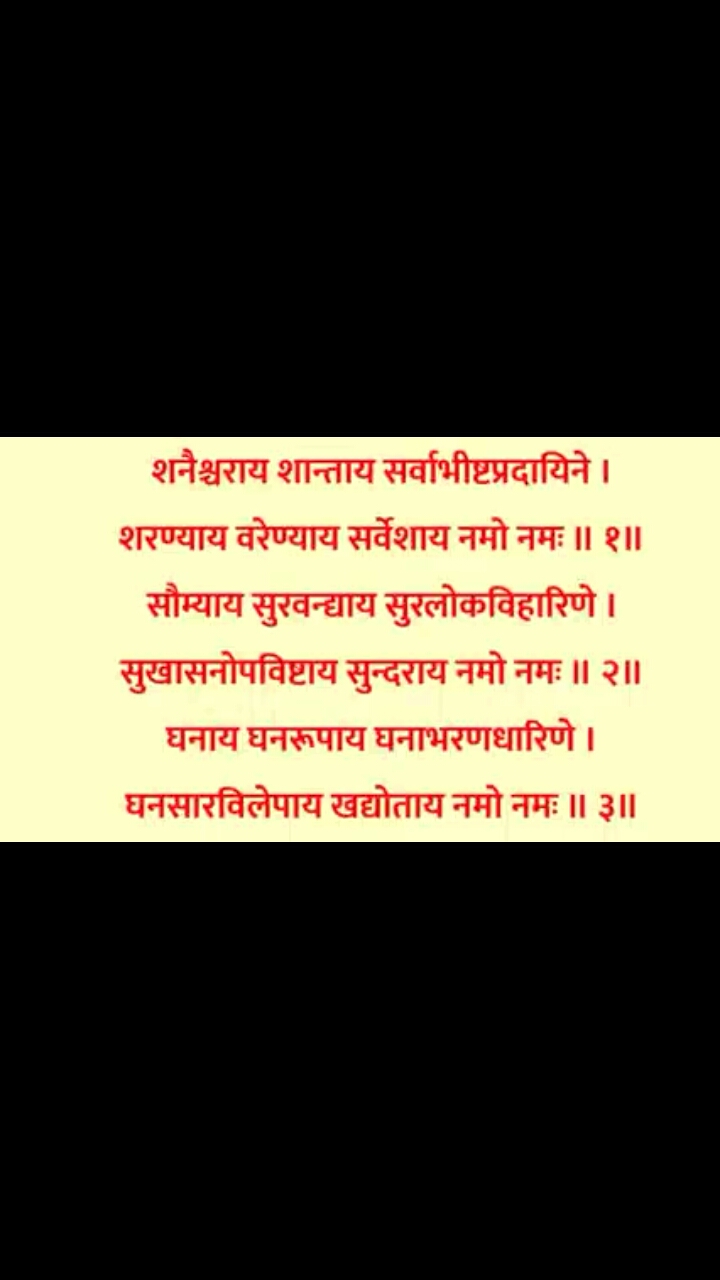 शनैश्चराय शान्ताय सर्वाभीष्टप्रदायिने ।
शरण्याय वरेण्याय सर्वेशाय नमो नमः ॥ १॥
सौम्याय सुरवन्द्याय सुरलोकविहारिणे ।
सुखासनोपविष्टाय सुन्दराय नमो नमः ॥ २॥
घनाय घनरूपाय घनाभरणधारिणे ।
घनसारविलेपाय खद्योताय नमो नमः ॥ ३॥